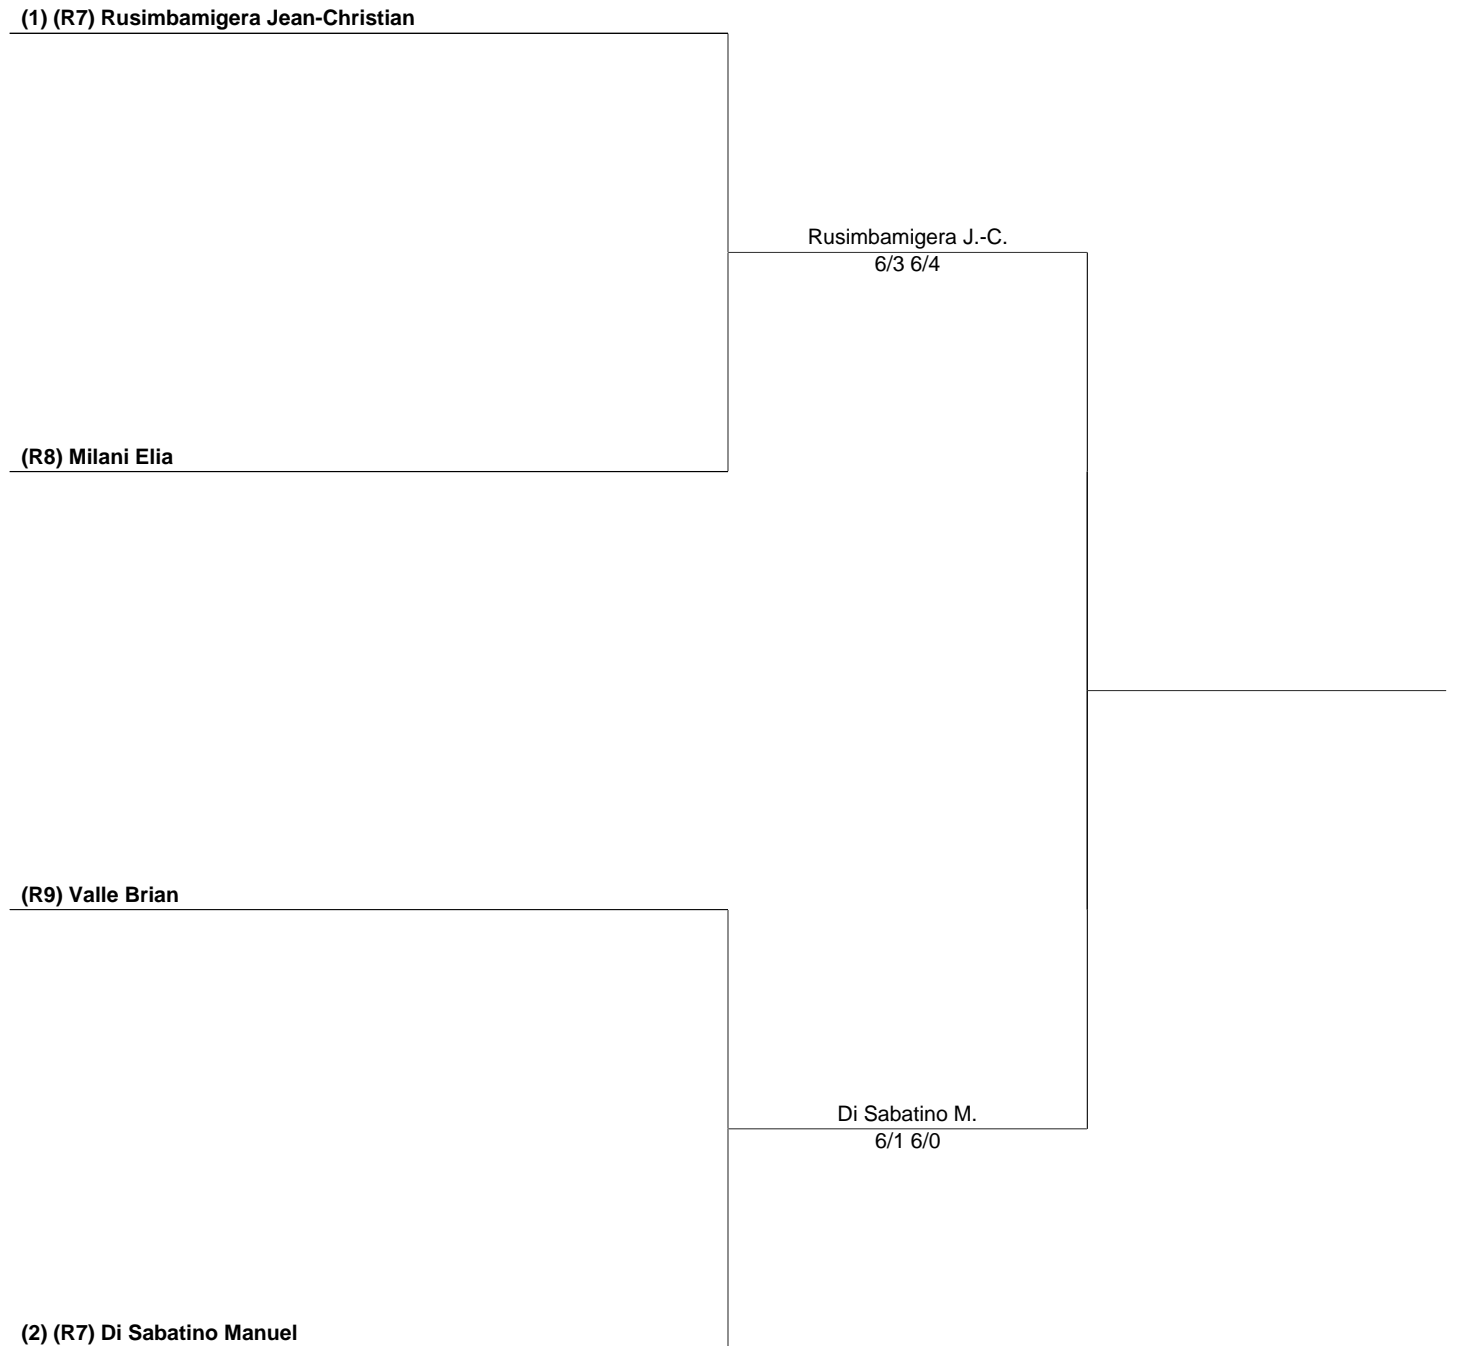 (1) (R7) Rusimbamigera Jean-Christian
Rusimbamigera J.-C.
6/3 6/4
(R8) Milani Elia
(R9) Valle Brian
Di Sabatino M.
6/1 6/0
(2) (R7) Di Sabatino Manuel